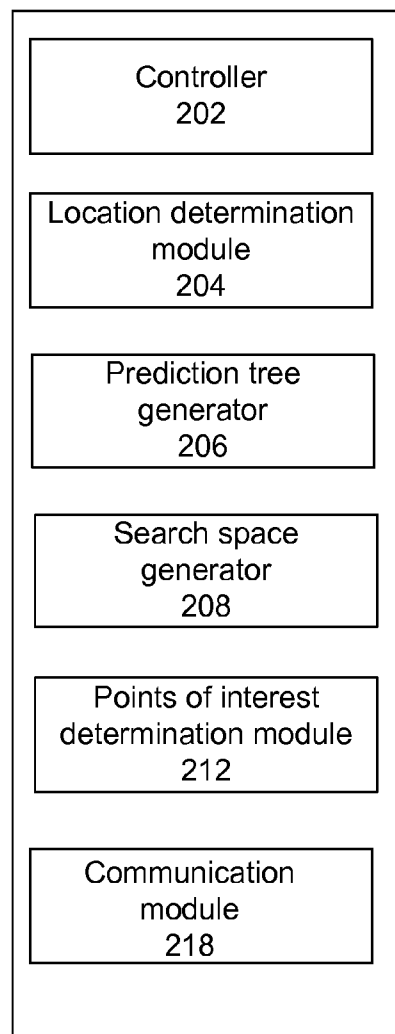 Controller
202
Location determination
module
204
Prediction tree
generator
206
Search space
generator
208
Points of interest
determination module
212
Communication
module
218